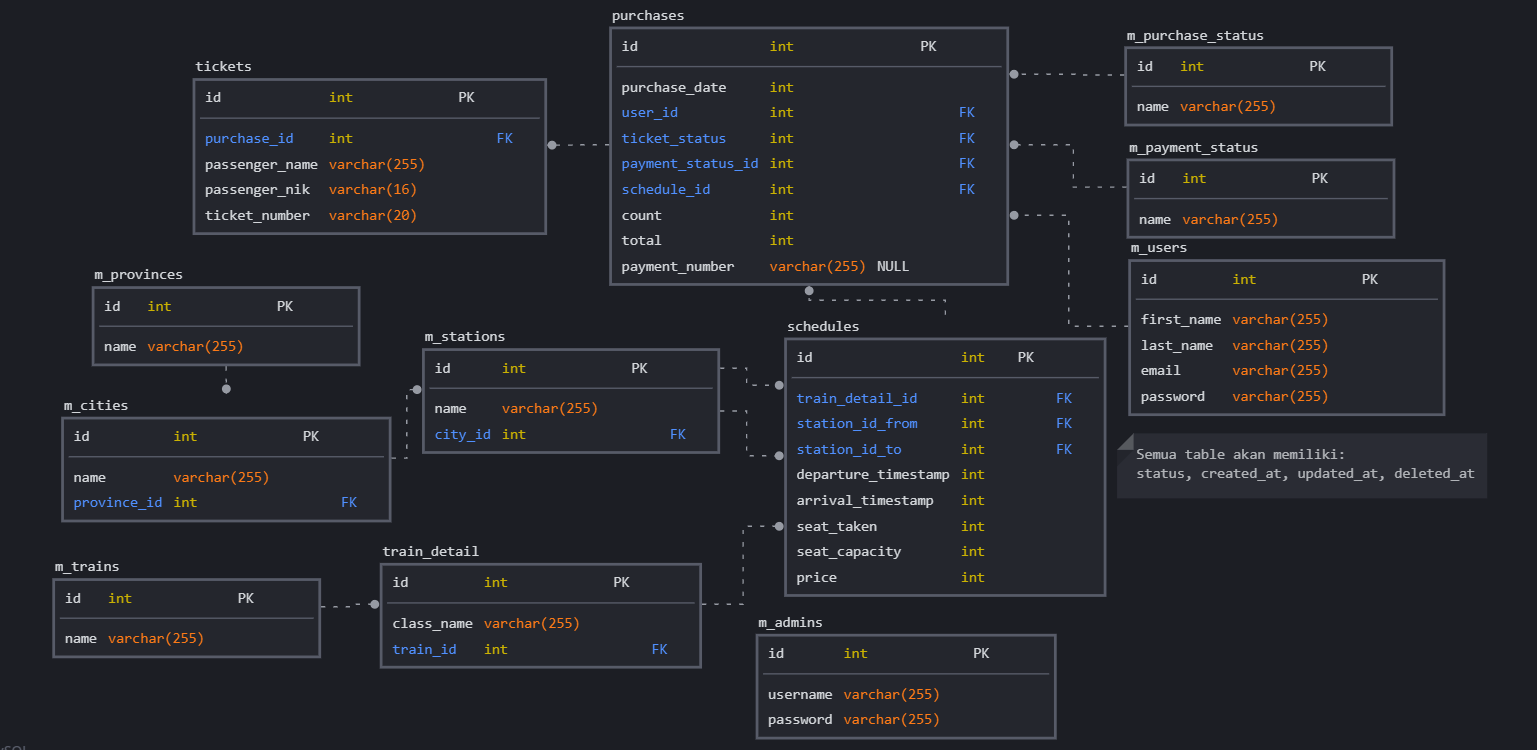 purchases
id int PK
purchase_date int
user_id int FK
ticket_status int FK
payment_status_id int FK
schedule_id int FK
count int
total int
payment_number varchar(255) NULL
m_purchase_status
id int PK
name varchar(255)
tickets
id int PK
purchase_id int FK
passenger_name varchar(255)
passenger_nik varchar(16)
ticket_number varchar(20)
m_payment_status
id int PK
name varchar(255)
m_users
id int PK
first_name varchar(255)
last_name varchar(255)
email varchar(255)
password varchar(255)
m_provinces
id int PK
name varchar(255)
m_stations
id int PK
name varchar(255)
city_id int FK
schedules
id int PK
train_detail_id int FK
station_id_from int FK
station_id_to int FK
departure_timestamp int
arrival_timestamp int
seat_taken int
seat_capacity int
price int
m_cities
id int PK
name varchar(255)
province_id int FK
Semua table akan memiliki:
status, created_at, updated_at, deleted_at
m_trains
id int PK
name varchar(255)
train_detail
id int PK
class_name varchar(255)
train_id int FK
m_admins
id int PK
username varchar(255)
password varchar(255)